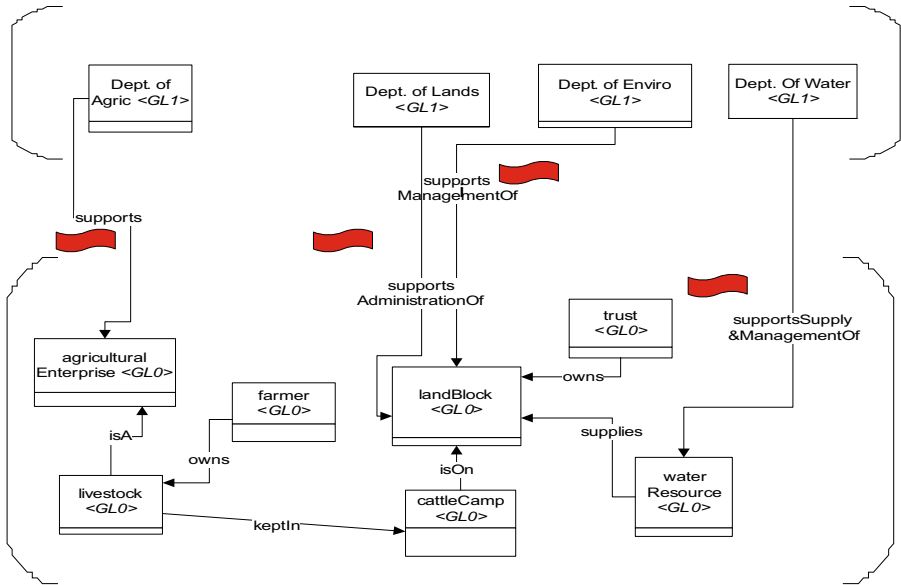 Dept. of
Agric <GL1>
Dept. of Lands
<GL1>
Dept. of Enviro
<GL1>
Dept. Of Water
<GL1>
supports
ManagementOf
supports
supports
AdministrationOf
supportsSupply
&ManagementOf
trust
<GL0>
agricultural
Enterprise <GL0>
farmer
<GL0>
landBlock
<GL0>
owns
isA
owns
supplies
isOn
livestock
<GL0>
cattleCamp
<GL0>
water
Resource
<GL0>
keptIn